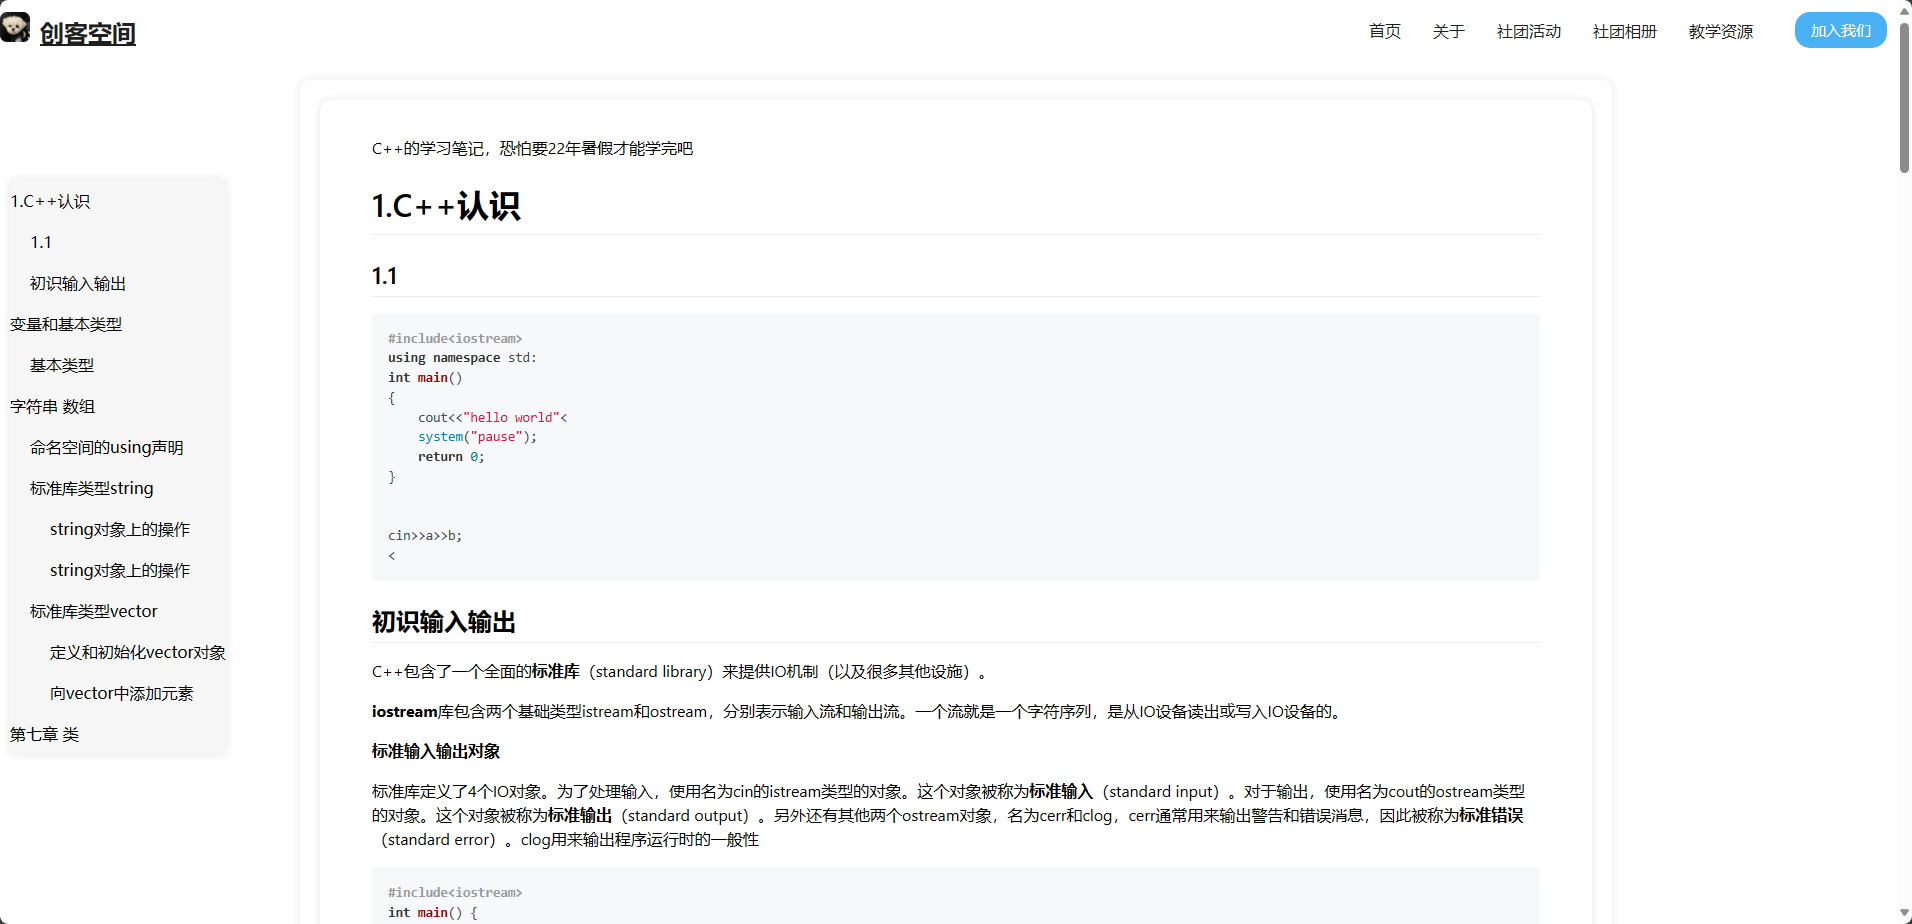 创客空间
首页 关于 社团活动 社团相册 教学资源 加入我们
1.C++认识
1.1
初识输入输出
变量和基本类型
基本类型
字符串 数组
命名空间的using声明
标准库类型string
string对象上的操作
string对象上的操作
标准库类型vector
定义和初始化vector对象
向vector中添加元素
第七章 类
C++的学习笔记，恐怕要22年暑假才能学完吧
1.C++认识
1.1
#include<iostream>
using namespace std:
int main()
{
    cout<<"hello world"<
    system("pause");
    return 0;
}
cin>>a>>b;
<
初识输入输出
C++包含了一个全面的标准库（standard library）来提供IO机制（以及很多其他设施）。
iostream库包含两个基础类型istream和ostream，分别表示输入流和输出流。一个流就是一个字符序列，是从IO设备读出或写入IO设备的。
标准输入输出对象
标准库定义了4个IO对象。为了处理输入，使用名为cin的istream类型的对象。这个对象被称为标准输入（standard input）。对于输出，使用名为cout的ostream类型
的对象。这个对象被称为标准输出（standard output）。另外还有其他两个ostream对象，名为cerr和clog，cerr通常用来输出警告和错误消息，因此被称为标准错误
（standard error）。clog用来输出程序运行时的一般性
#include<iostream>
int main() {